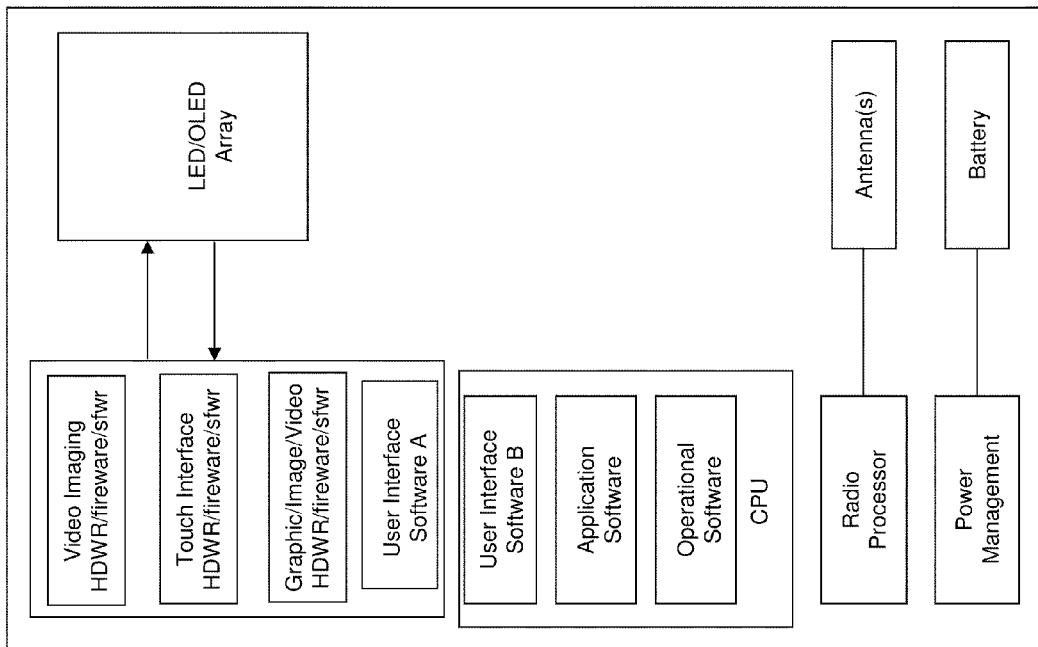 LED/OLED
Array
Video Imaging
HDWR/fireware/sfwr
Touch Interface
HDWR/fireware/sfwr
Graphic/Image/Video
HDWR/fireware/sfwr
User Interface
Software A
User Interface
Software B
Application
Software
Operational
Software
CPU
Antenna(s)
Radio
Processor
Battery
Power
Management